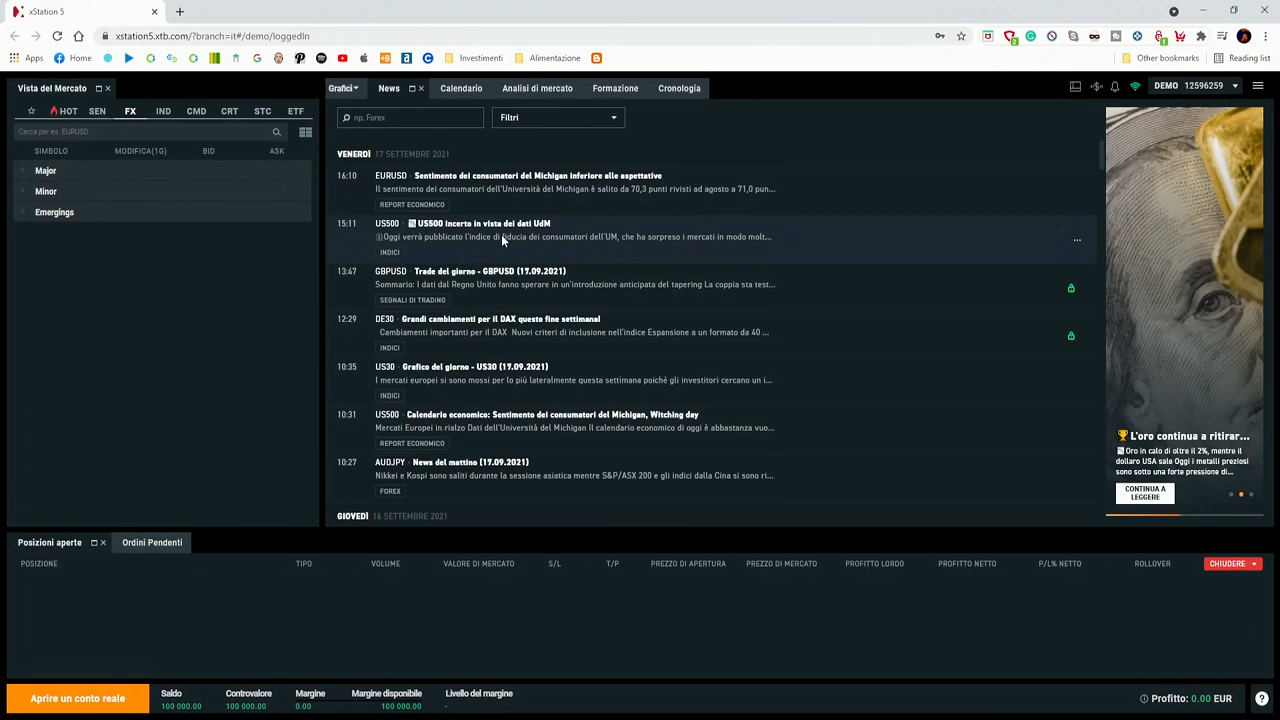 xStation 5
xstation5.xtb.com/?branch=it#/demo/loggedIn
Apps
Home
Investimenti
Alimentazione
Other bookmarks
Reading list
Vista del Mercato
Grafici
News
Calendario
Analisi di mercato
Formazione
Cronologia
DEMO 12596259
HOT SEN FX IND CMD CRT STC ETF
Cerca per es. EURUSD
SIMBOLO MODIFICA(1G) BID ASK
Major
Minor
Emergings
np. Forex
Filtri
VENERDÌ 17 SETTEMBRE 2021
16:10 EURUSD · Sentimento dei consumatori del Michigan inferiore alle aspettative
Il sentimento dei consumatori dell'Università del Michigan è salito da 70,3 punti rivisti ad agosto a 71,0 pun...
REPORT ECONOMICO
15:11 US500 · US500 incerto in vista dei dati UdM
Oggi verrà pubblicato l'indice di fiducia dei consumatori dell'UM, che ha sorpreso i mercati in modo molt...
INDICI
13:47 GBPUSD · Trade del giorno - GBPUSD (17.09.2021)
Sommario: I dati dal Regno Unito fanno sperare in un'introduzione anticipata del tapering La coppia sta test...
SEGNALI DI TRADING
12:29 DE30 · Grandi cambiamenti per il DAX questo fine settimanal
Cambiamenti importanti per il DAX Nuovi criteri di inclusione nell'indice Espansione a un formato da 40 ...
INDICI
10:35 US30 · Grafico del giorno - US30 (17.09.2021)
I mercati europei si sono mossi per lo più lateralmente questa settimana poiché gli investitori cercano un i...
INDICI
10:31 US500 · Calendario economico: Sentimento dei consumatori del Michigan, Witching day
Mercati Europei in rialzo Dati dell'Università del Michigan Il calendario economico di oggi è abbastanza vuo...
REPORT ECONOMICO
10:27 AUDJPY · News del mattino (17.09.2021)
Nikkei e Kospi sono saliti durante la sessione asiatica mentre S&P/ASX 200 e gli indici dalla Cina si sono ri...
FOREX
GIOVEDÌ 16 SETTEMBRE 2021
L'oro continua a ritirar...
Oro in calo di oltre il 2%, mentre il
dollaro USA sale Oggi i metalli preziosi
sono sotto una forte pressione di...
CONTINUA A
LEGGERE
Posizioni aperte
Ordini Pendenti
POSIZIONE TIPO VOLUME VALORE DI MERCATO S/L T/P PREZZO DI APERTURA PREZZO DI MERCATO PROFITTO LORDO PROFITTO NETTO P/L% NETTO ROLLOVER CHIUDERE
Aprire un conto reale
Saldo Controvalore Margine Margine disponibile Livello del margine
100 000.00 100 000.00 0.00 100 000.00 -
Profitto: 0.00 EUR